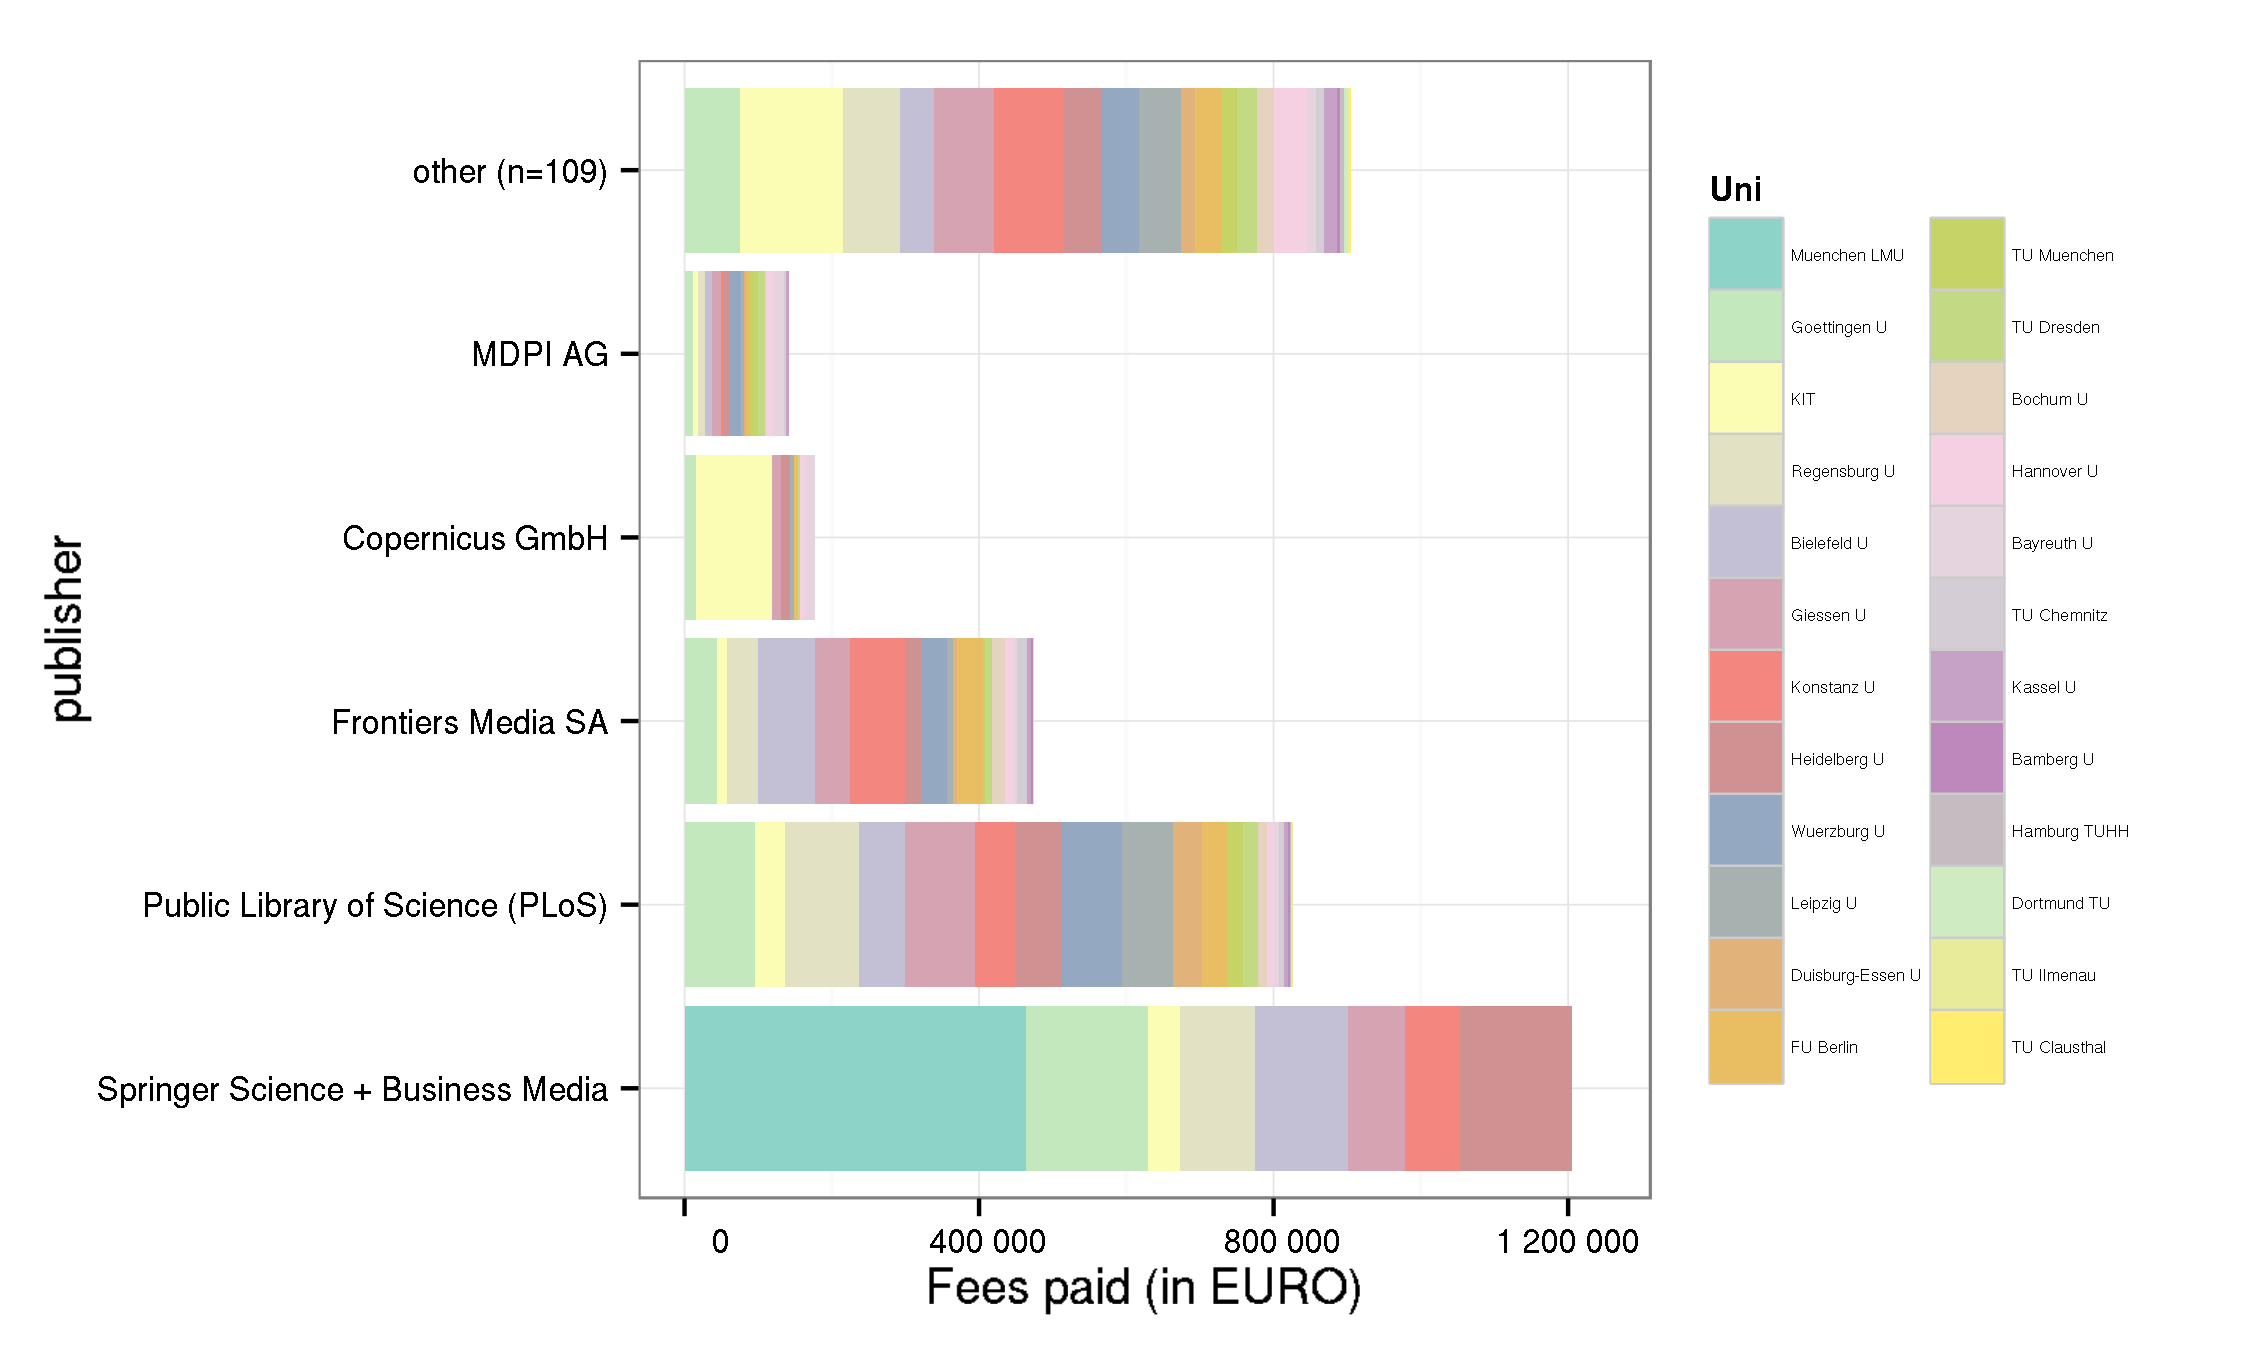 publisher
other (n=109)
MDPI AG
Copernicus GmbH
Frontiers Media SA
Public Library of Science (PLoS)
Springer Science + Business Media
0
400 000
800 000
1 200 000
Fees paid (in EURO)
Uni
Muenchen LMU
Goettingen U
KIT
Regensburg U
Bielefeld U
Giessen U
Konstanz U
Heidelberg U
Wuerzburg U
Leipzig U
Duisburg-Essen U
FU Berlin
TU Muenchen
TU Dresden
Bochum U
Hannover U
Bayreuth U
TU Chemnitz
Kassel U
Bamberg U
Hamburg TUHH
Dortmund TU
TU Ilmenau
TU Clausthal